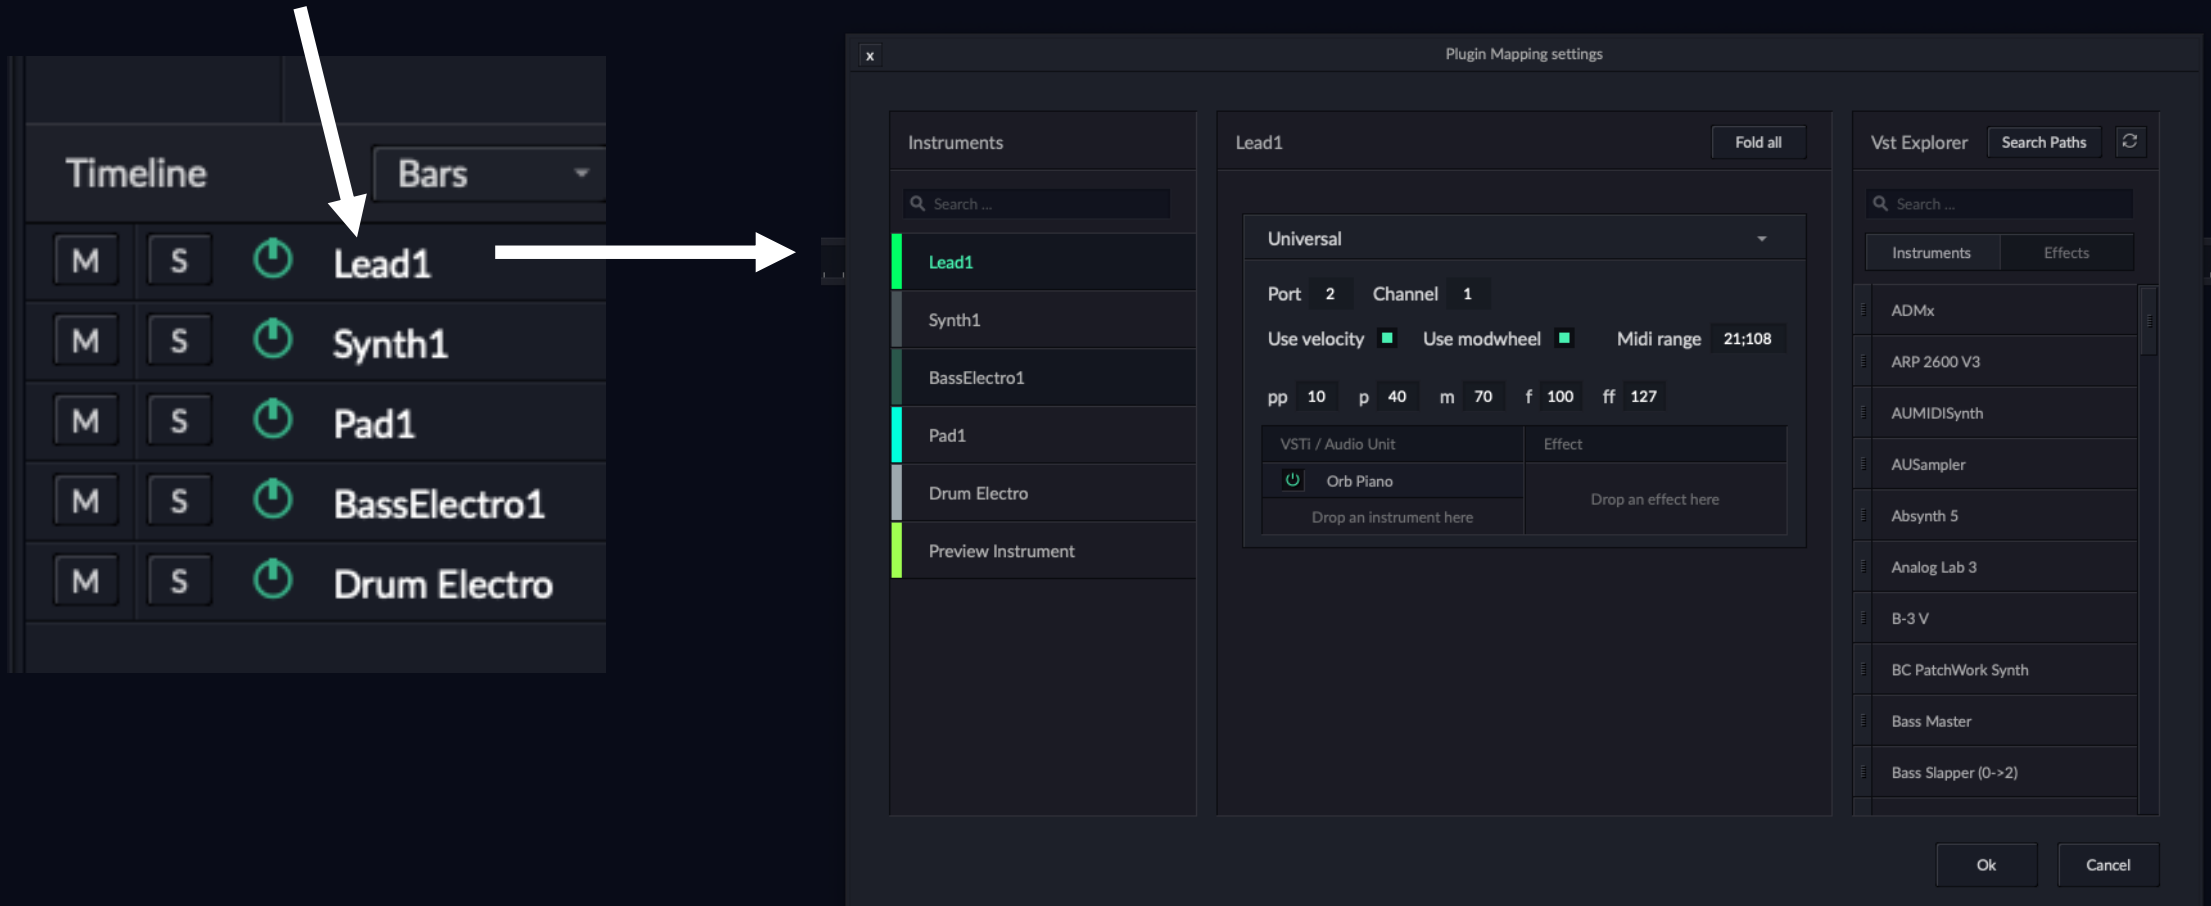 Timeline Bars
M S Lead1
M S Synth1
M S Pad1
M S BassElectro1
M S Drum Electro
x Plugin Mapping settings
Instruments
Search ...
Lead1
Synth1
BassElectro1
Pad1
Drum Electro
Preview Instrument
Lead1 Fold all
Universal
Port 2 Channel 1
Use velocity Use modwheel Midi range 21;108
pp 10 p 40 m 70 f 100 ff 127
VSTi / Audio Unit Effect
Orb Piano
Drop an instrument here
Drop an effect here
Vst Explorer Search Paths
Search ...
Instruments Effects
ADMx
ARP 2600 V3
AUMIDISynth
AUSampler
Absynth 5
Analog Lab 3
B-3 V
BC PatchWork Synth
Bass Master
Bass Slapper (0->2)
Ok Cancel